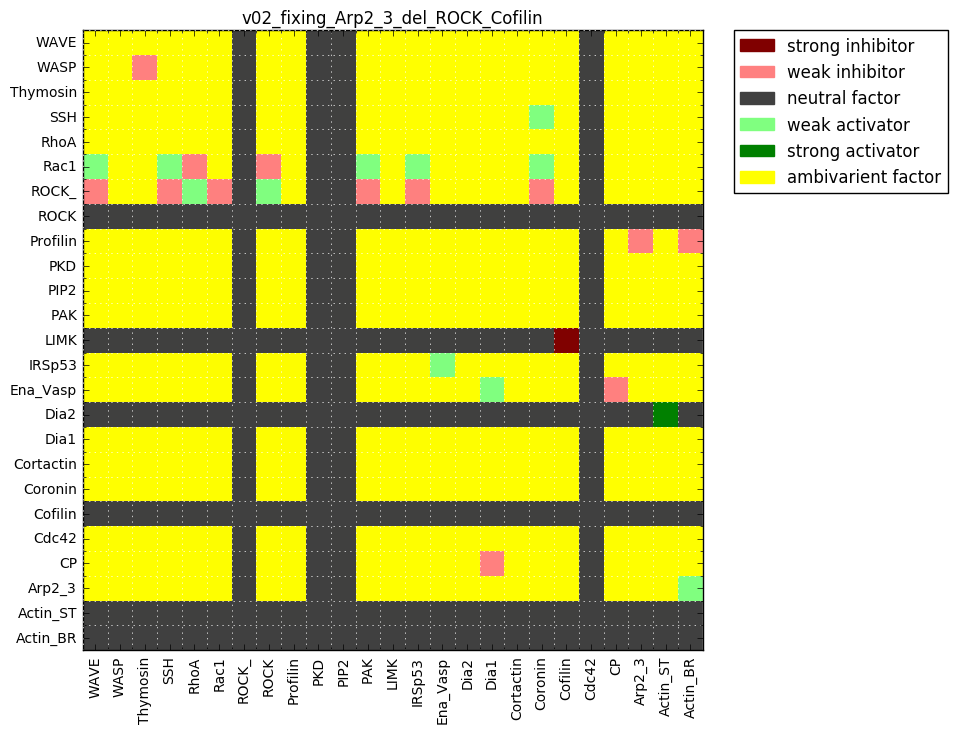 v02_fixing_Arp2_3_del_ROCK_Cofilin
WAVE
WASP
Thymosin
SSH
RhoA
Rac1
ROCK_
ROCK
Profilin
PKD
PIP2
PAK
LIMK
IRSp53
Ena_Vasp
Dia2
Dia1
Cortactin
Coronin
Cofilin
Cdc42
CP
Arp2_3
Actin_ST
Actin_BR
WAVE
WASP
Thymosin
SSH
RhoA
Rac1
ROCK_
ROCK
Profilin
PKD
PIP2
PAK
LIMK
IRSp53
Ena_Vasp
Dia2
Dia1
Cortactin
Coronin
Cofilin
Cdc42
CP
Arp2_3
Actin_ST
Actin_BR
strong inhibitor
weak inhibitor
neutral factor
weak activator
strong activator
ambivarient factor